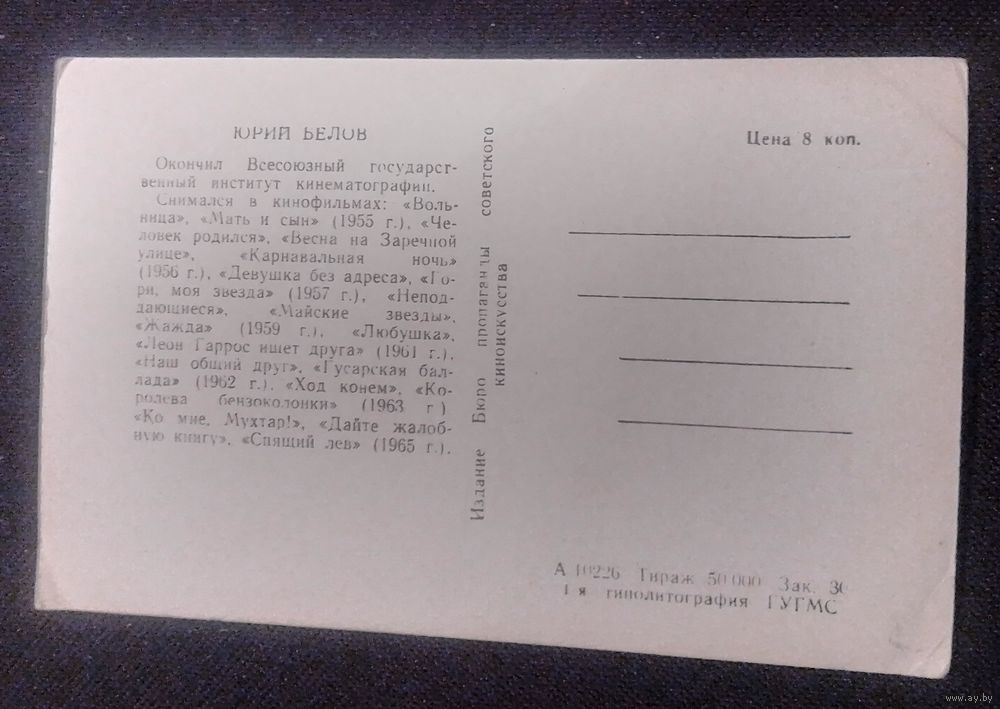 ЮРИЙ БЕЛОВ
Окончил Всесоюзный государст-
венный институт кинематографии.
Снимался в кинофильмах: «Воль-
ница», «Мать и сын» (1955 г.), «Че-
ловек родился», «Весна на Заречной
улице», «Карнавальная ночь»
(1956 г.), «Девушка без адреса», «Го-
ри, моя звезда» (1957 г.), «Непод-
дающиеся», «Майские звезды»,
«Жажда» (1959 г.), «Любушка»,
«Леон Гаррос ищет друга» (1961 г.),
«Наш общий друг», «Гусарская бал-
лада» (1962 г.), «Ход конем», «Ко-
ролева бензоколонки» (1963 г.)
«Ко мне, Мухтар!», «Дайте жалоб-
ную книгу», «Спящий лев» (1965 г.).
Издание Бюро пропаганды советского
киноискусства
Цена 8 коп.
А 10226 Тираж 50 000 Зак.
1-я типолитография ГУГМС
www.ay.by